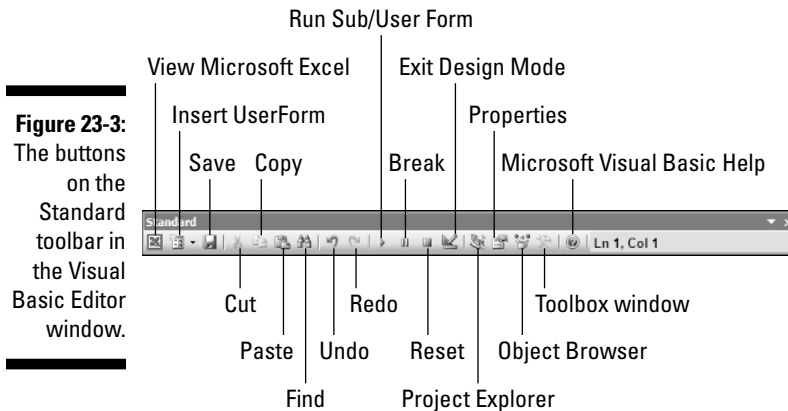 Run Sub/User Form
View Microsoft Excel
Exit Design Mode
Insert UserForm
Properties
Save
Copy
Break
Microsoft Visual Basic Help
Figure 23-3:
The buttons
on the
Standard
toolbar in
the Visual
Basic Editor
window.
Standard
Ln 1, Col 1
Cut
Redo
Toolbox window
Paste
Undo
Reset
Object Browser
Find
Project Explorer